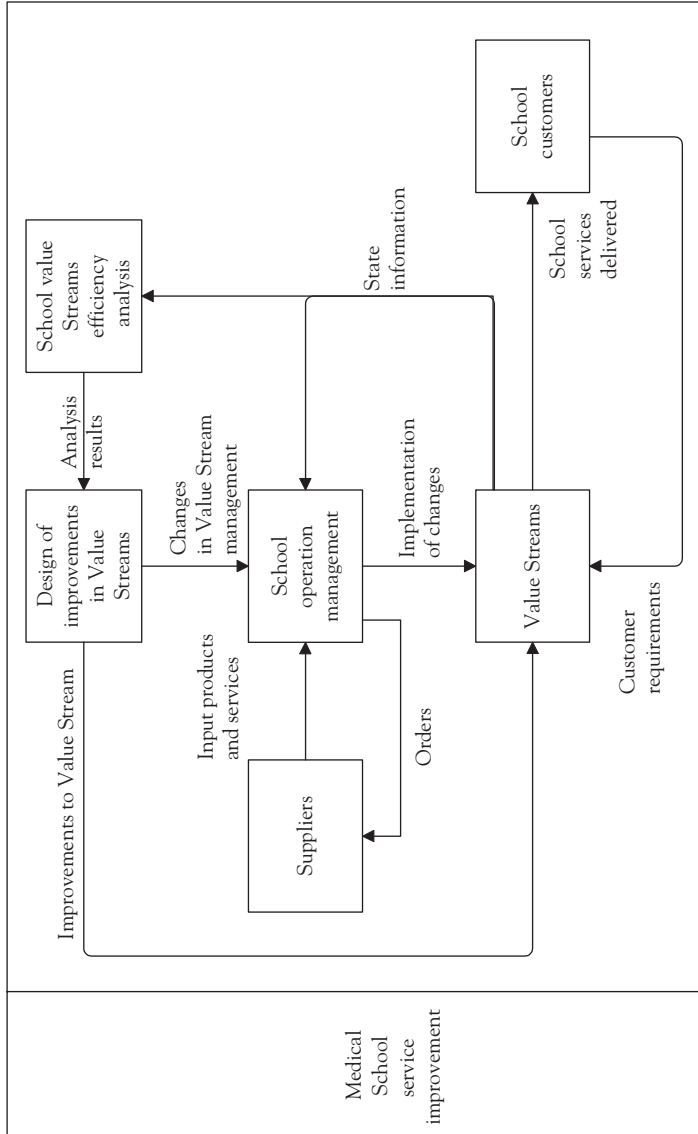 Medical
School
service
improvement
Improvements to Value Stream
Design of
improvements
in Value
Streams
Analysis
results
School value
Streams
efficiency
analysis
Changes
in Value Stream
management
Input products
and services
Suppliers
Orders
School
operation
management
State
information
Implementation
of changes
Value Streams
Customer
requirements
School
services
delivered
School
customers